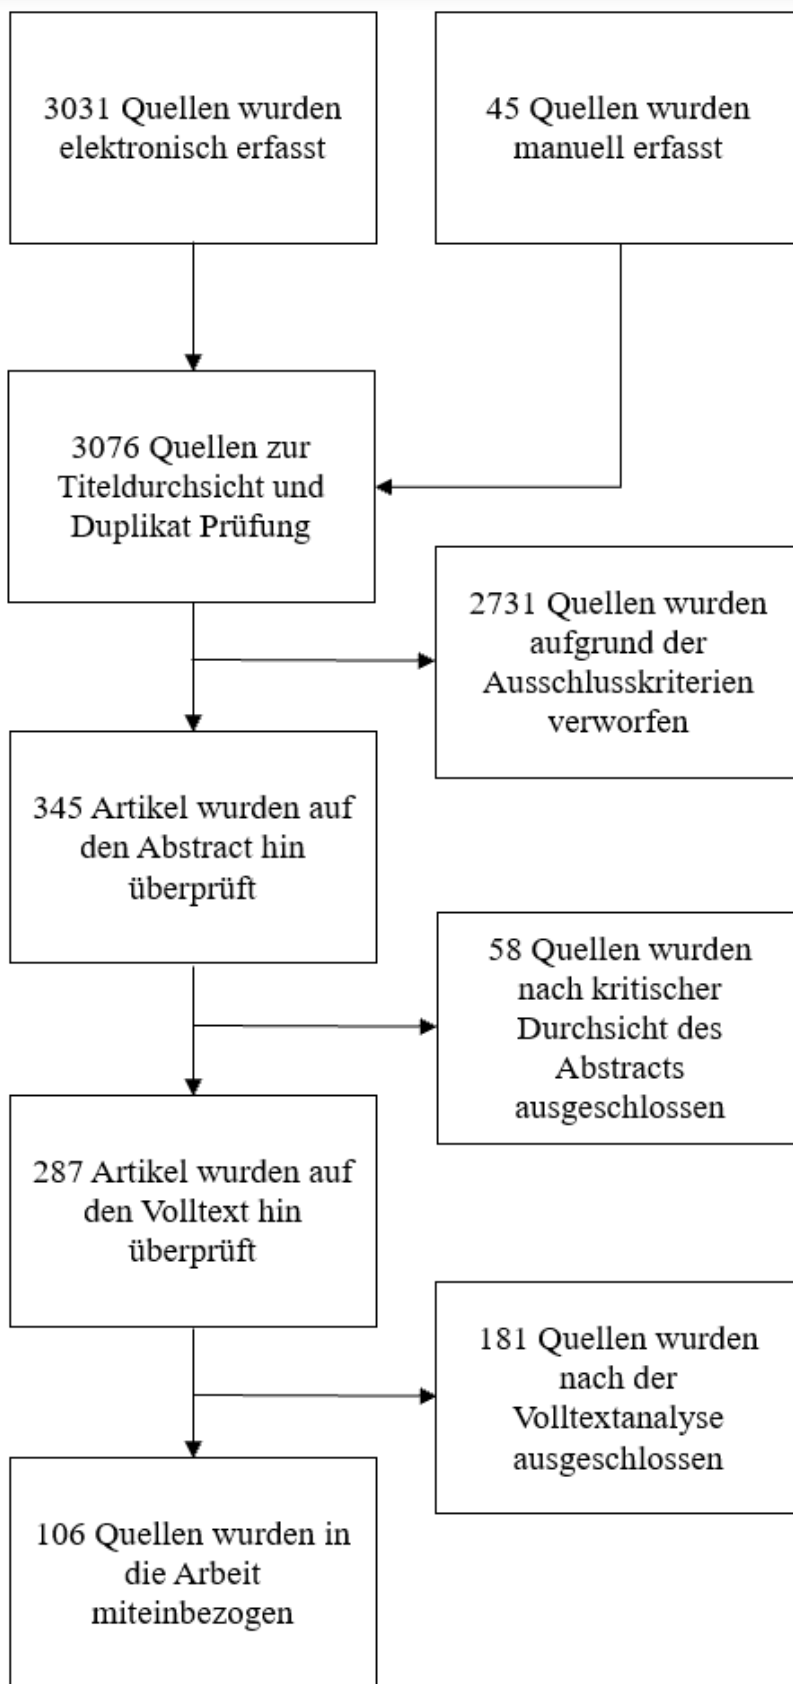 3031 Quellen wurden
elektronisch erfasst
45 Quellen wurden
manuell erfasst
3076 Quellen zur
Titeldurchsicht und
Duplikat Prüfung
2731 Quellen wurden
aufgrund der
Ausschlusskriterien
verworfen
345 Artikel wurden auf
den Abstract hin
überprüft
58 Quellen wurden
nach kritischer
Durchsicht des
Abstracts
ausgeschlossen
287 Artikel wurden auf
den Volltext hin
überprüft
181 Quellen wurden
nach der
Volltextanalyse
ausgeschlossen
106 Quellen wurden in
die Arbeit
miteinbezogen